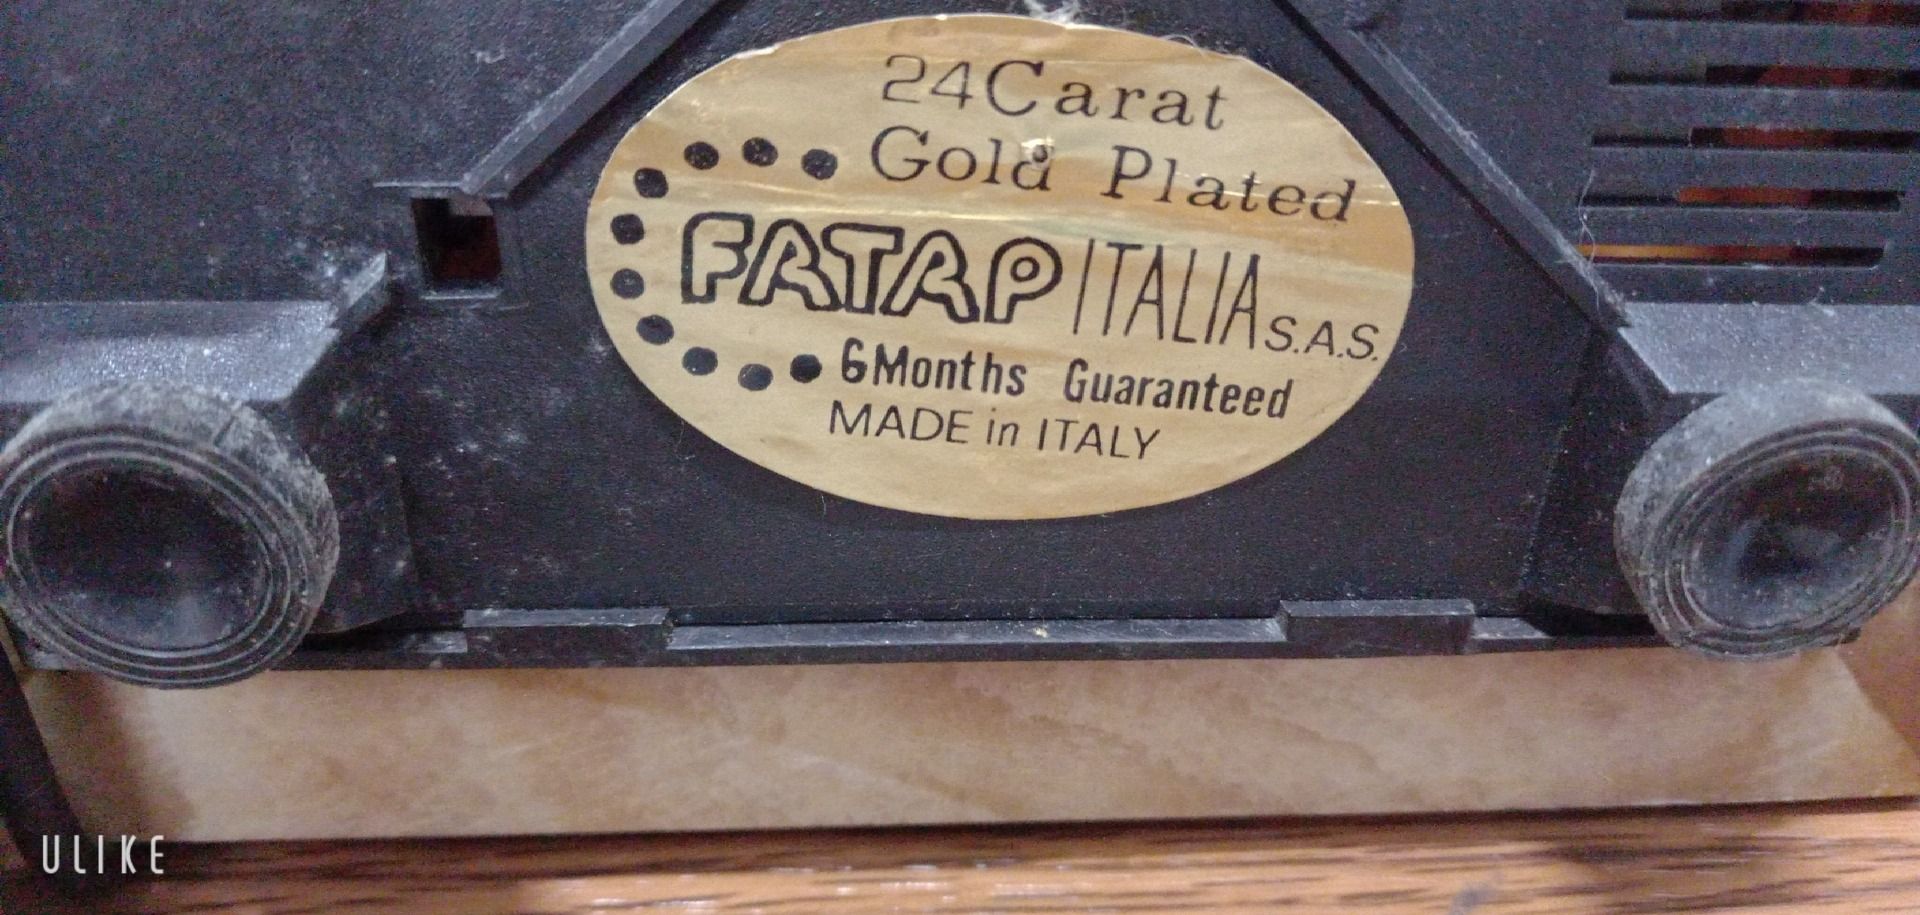 24Carat
Gold Plated
FATAP ITALIA S.A.S.
6Months Guaranteed
MADE in ITALY
ULIKE